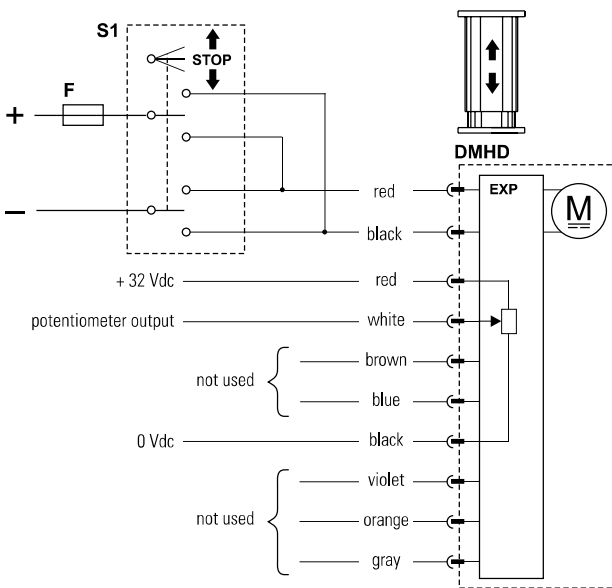 S1
STOP
F
+
−
DMHD
red
EXP
M
black
+ 32 Vdc
red
potentiometer output
white
brown
not used
blue
0 Vdc
black
violet
not used
orange
gray